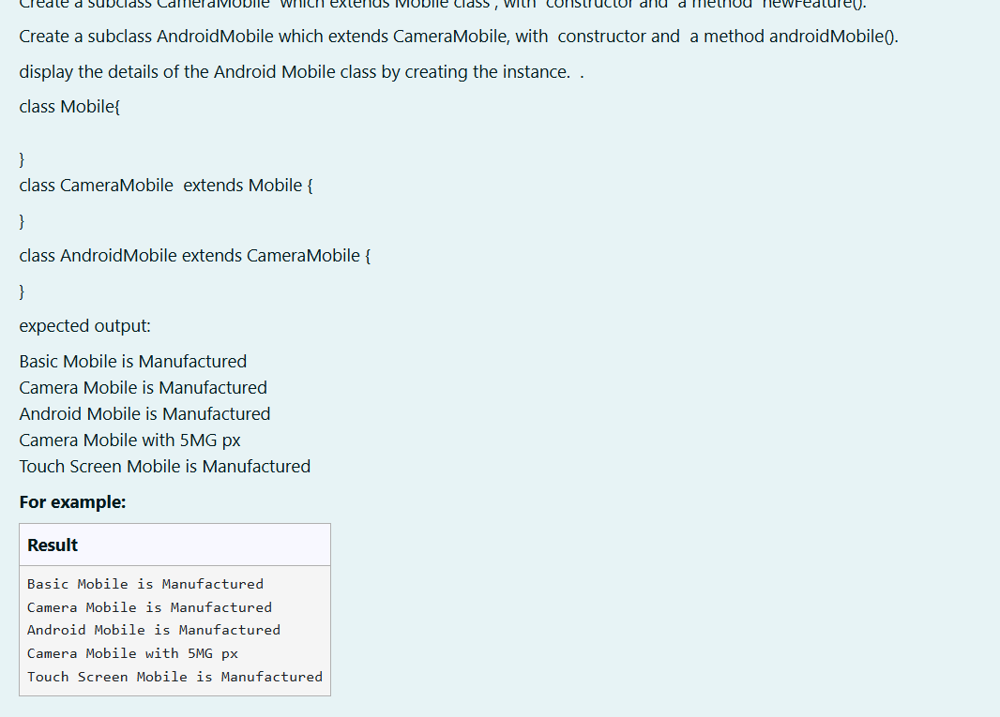 Create a subclass CameraMobile which extends Mobile class , with constructor and a method newFeature().
Create a subclass AndroidMobile which extends CameraMobile, with constructor and a method androidMobile().
display the details of the Android Mobile class by creating the instance. .
class Mobile{
}
class CameraMobile extends Mobile {
}
class AndroidMobile extends CameraMobile {
}
expected output:
Basic Mobile is Manufactured
Camera Mobile is Manufactured
Android Mobile is Manufactured
Camera Mobile with 5MG px
Touch Screen Mobile is Manufactured
For example:
Result
Basic Mobile is Manufactured
Camera Mobile is Manufactured
Android Mobile is Manufactured
Camera Mobile with 5MG px
Touch Screen Mobile is Manufactured